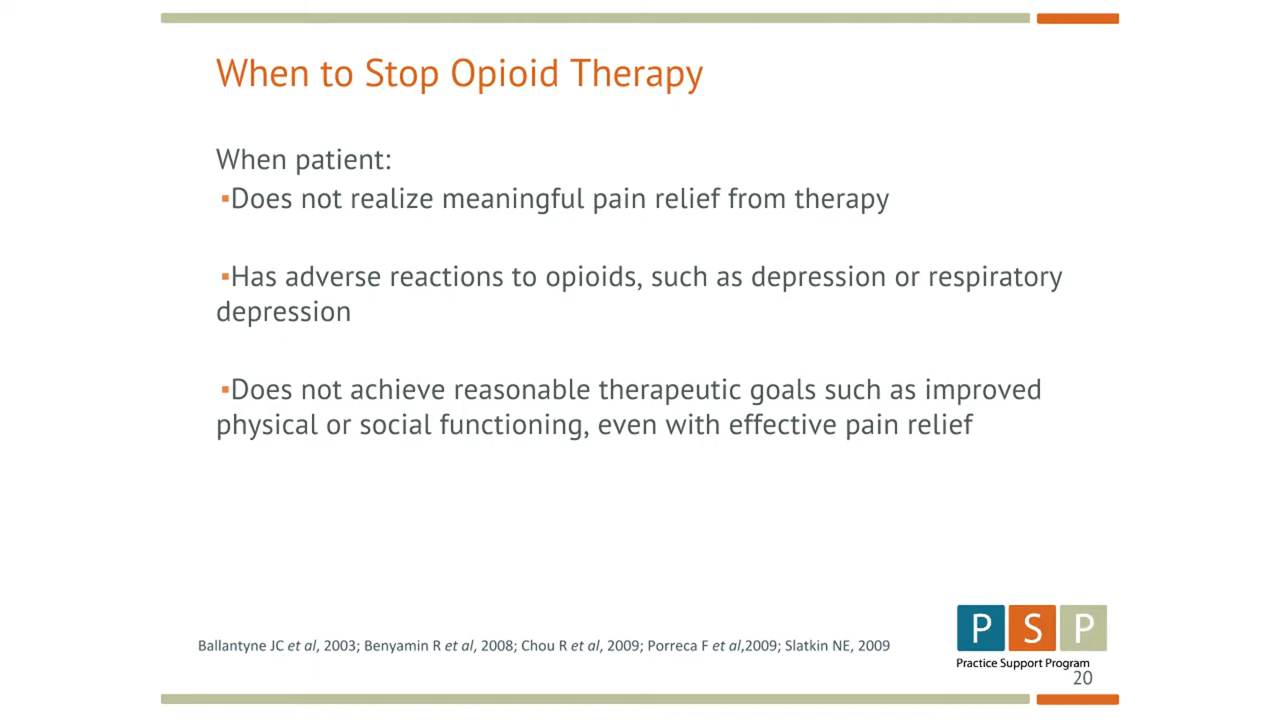 When to Stop Opioid Therapy
When patient:
▪Does not realize meaningful pain relief from therapy
▪Has adverse reactions to opioids, such as depression or respiratory
depression
▪Does not achieve reasonable therapeutic goals such as improved
physical or social functioning, even with effective pain relief
Ballantyne JC et al, 2003; Benyamin R et al, 2008; Chou R et al, 2009; Porreca F et al,2009; Slatkin NE, 2009
P S P
Practice Support Program
20